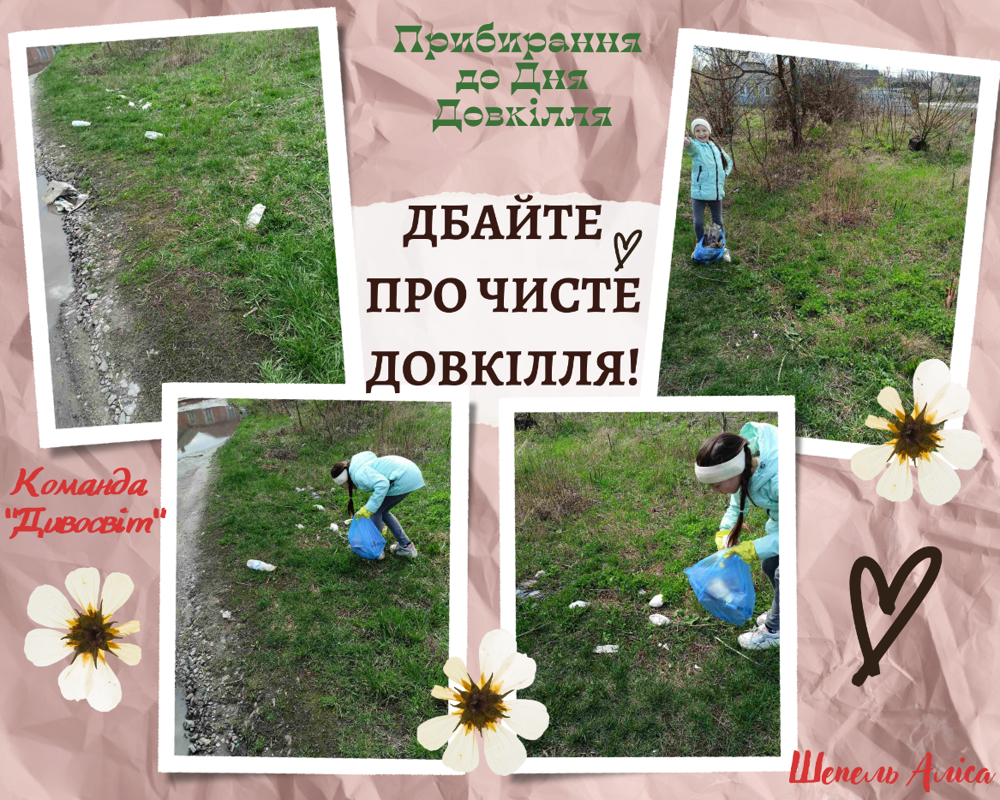 Прибирання
до Дня
Довкілля
ДБАЙТЕ
ПРО ЧИСТЕ
ДОВКІЛЛЯ!
Команда
"Дивосвіт"
Шепель Аліса